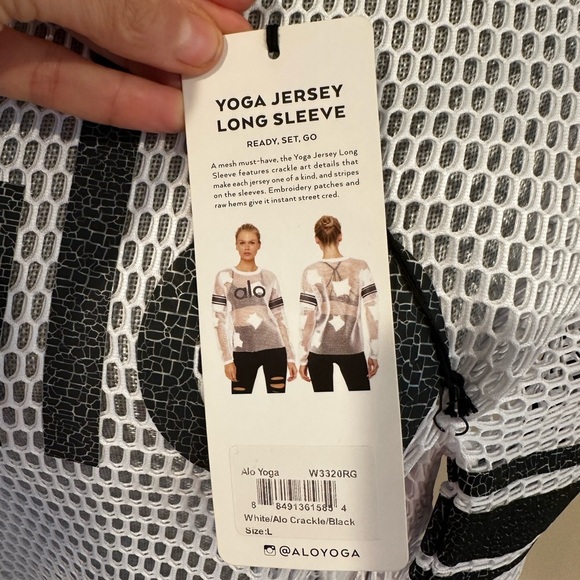 YOGA JERSEY
LONG SLEEVE
READY, SET, GO
A mesh must-have, the Yoga Jersey Long
Sleeve features crackle art details that
make each jersey one of a kind, and stripes
on the sleeves. Embroidery patches and
raw hems give it instant street cred.
alo
Alo Yoga W3320RG
8 84913 61585 4
White/Alo Crackle/Black
Size:L
@ALOYOGA